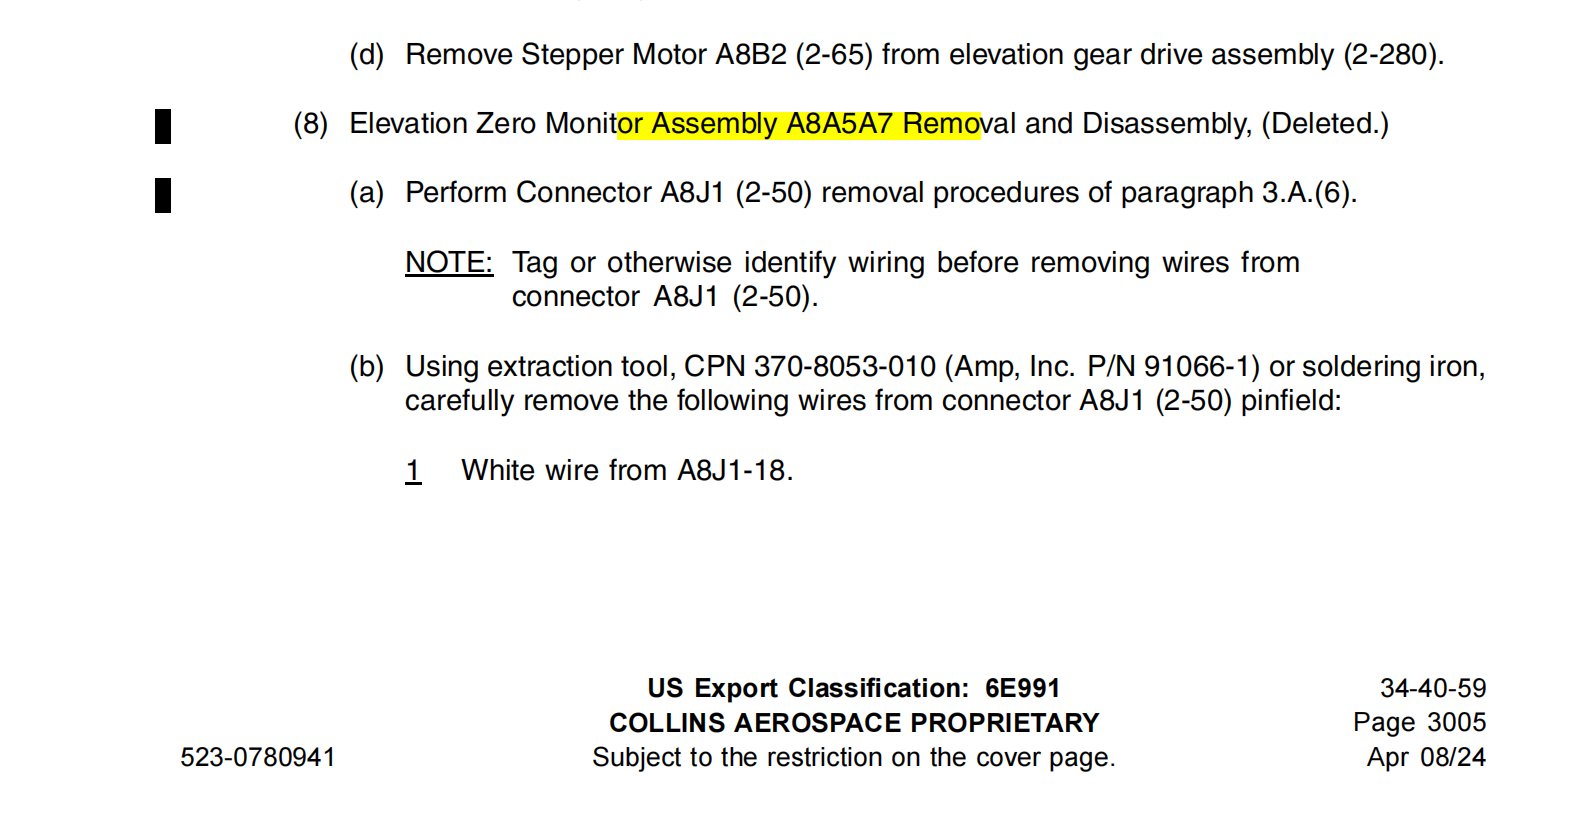 (d) Remove Stepper Motor A8B2 (2-65) from elevation gear drive assembly (2-280).
(8) Elevation Zero Monitor Assembly A8A5A7 Removal and Disassembly, (Deleted.)
(a) Perform Connector A8J1 (2-50) removal procedures of paragraph 3.A.(6).
NOTE: Tag or otherwise identify wiring before removing wires from
connector A8J1 (2-50).
(b) Using extraction tool, CPN 370-8053-010 (Amp, Inc. P/N 91066-1) or soldering iron,
carefully remove the following wires from connector A8J1 (2-50) pinfield:
1 White wire from A8J1-18.
US Export Classification: 6E991 34-40-59
COLLINS AEROSPACE PROPRIETARY Page 3005
523-0780941 Subject to the restriction on the cover page. Apr 08/24